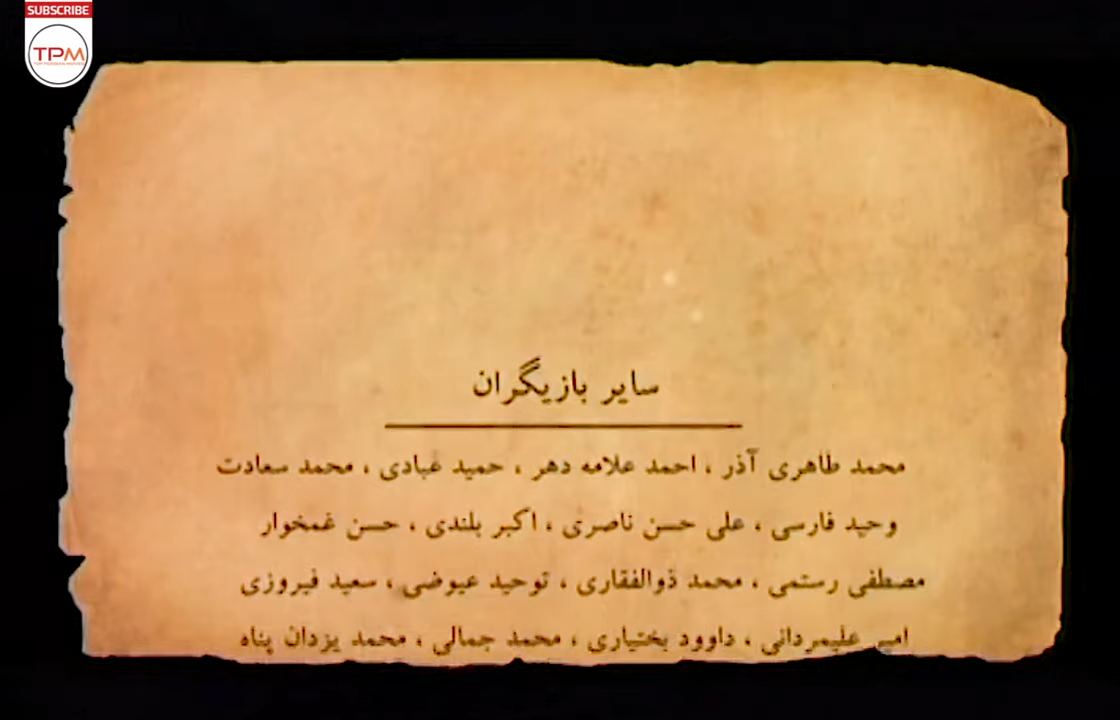 SUBSCRIBE
TPM
سایر بازیگران
محمد طاهری آذر ، احمد علامه دهر ، حمید عبادی ، محمد سعادت
وحید فارسی ، علی حسن ناصری ، اکبر بلندی ، حسن غمخوار
مصطفی رستمی ، محمد ذوالفقاری ، توحید عیوضی ، سعید فیروزی
امیر علیمردانی ، داوود بختیاری ، محمد جمالی ، محمد یزدان پناه